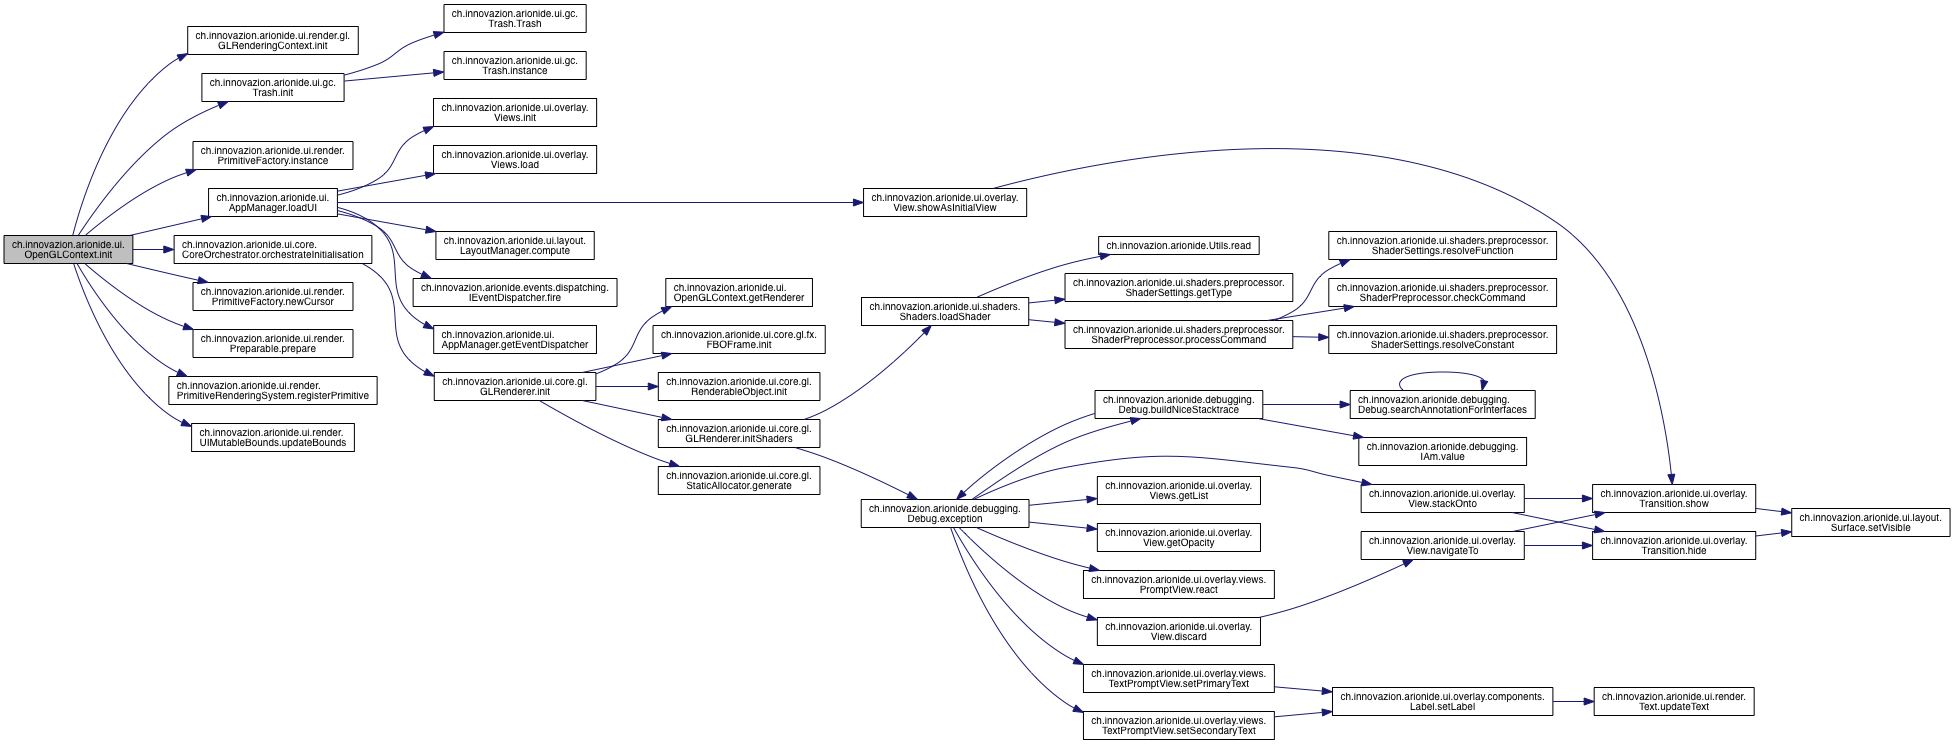 ch.innovazion.arionide.ui.
OpenGLContext.init
ch.innovazion.arionide.ui.render.gl.
GLRenderingContext.init
ch.innovazion.arionide.ui.gc.
Trash.init
ch.innovazion.arionide.ui.render.
PrimitiveFactory.instance
ch.innovazion.arionide.ui.
AppManager.loadUI
ch.innovazion.arionide.ui.core.
CoreOrchestrator.orchestrateInitialisation
ch.innovazion.arionide.ui.render.
PrimitiveFactory.newCursor
ch.innovazion.arionide.ui.render.
Preparable.prepare
ch.innovazion.arionide.ui.render.
PrimitiveRenderingSystem.registerPrimitive
ch.innovazion.arionide.ui.render.
UIMutableBounds.updateBounds
ch.innovazion.arionide.ui.gc.
Trash.Trash
ch.innovazion.arionide.ui.gc.
Trash.instance
ch.innovazion.arionide.ui.overlay.
Views.init
ch.innovazion.arionide.ui.overlay.
Views.load
ch.innovazion.arionide.ui.layout.
LayoutManager.compute
ch.innovazion.arionide.events.dispatching.
IEventDispatcher.fire
ch.innovazion.arionide.ui.
AppManager.getEventDispatcher
ch.innovazion.arionide.ui.core.gl.
GLRenderer.init
ch.innovazion.arionide.ui.
OpenGLContext.getRenderer
ch.innovazion.arionide.ui.core.gl.fx.
FBOFrame.init
ch.innovazion.arionide.ui.core.gl.
RenderableObject.init
ch.innovazion.arionide.ui.core.gl.
GLRenderer.initShaders
ch.innovazion.arionide.ui.core.gl.
StaticAllocator.generate
ch.innovazion.arionide.ui.overlay.
View.showAsInitialView
ch.innovazion.arionide.ui.shaders.
Shaders.loadShader
ch.innovazion.arionide.debugging.
Debug.exception
ch.innovazion.arionide.Utils.read
ch.innovazion.arionide.ui.shaders.preprocessor.
ShaderSettings.getType
ch.innovazion.arionide.ui.shaders.preprocessor.
ShaderPreprocessor.processCommand
ch.innovazion.arionide.debugging.
Debug.buildNiceStacktrace
ch.innovazion.arionide.ui.overlay.
Views.getList
ch.innovazion.arionide.ui.overlay.
View.getOpacity
ch.innovazion.arionide.ui.overlay.views.
PromptView.react
ch.innovazion.arionide.ui.overlay.
View.discard
ch.innovazion.arionide.ui.overlay.views.
TextPromptView.setPrimaryText
ch.innovazion.arionide.ui.overlay.views.
TextPromptView.setSecondaryText
ch.innovazion.arionide.ui.shaders.preprocessor.
ShaderSettings.resolveFunction
ch.innovazion.arionide.ui.shaders.preprocessor.
ShaderPreprocessor.checkCommand
ch.innovazion.arionide.ui.shaders.preprocessor.
ShaderSettings.resolveConstant
ch.innovazion.arionide.debugging.
Debug.searchAnnotationForInterfaces
ch.innovazion.arionide.debugging.
IAm.value
ch.innovazion.arionide.ui.overlay.
View.stackOnto
ch.innovazion.arionide.ui.overlay.
View.navigateTo
ch.innovazion.arionide.ui.overlay.components.
Label.setLabel
ch.innovazion.arionide.ui.overlay.
Transition.show
ch.innovazion.arionide.ui.overlay.
Transition.hide
ch.innovazion.arionide.ui.render.
Text.updateText
ch.innovazion.arionide.ui.layout.
Surface.setVisible